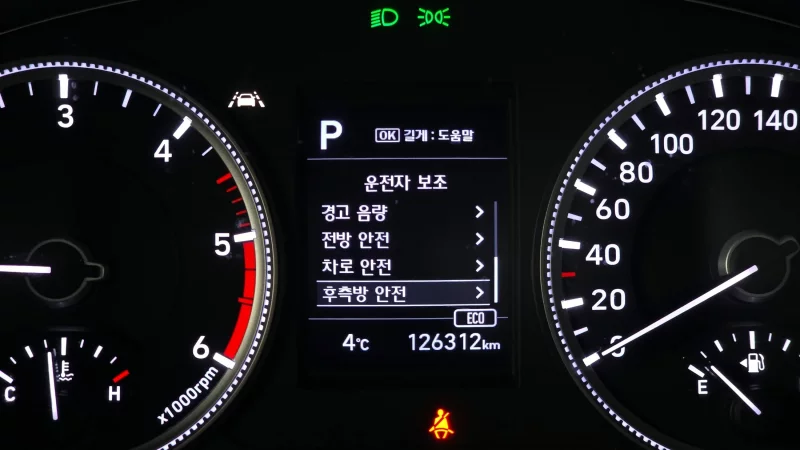 3
4
5
6
x1000rpm
C
H
P
OK 길게 : 도움말
운전자 보조
경고 음량 >
전방 안전 >
차로 안전 >
후측방 안전 >
ECO
4°C
126312km
140
120
100
80
60
40
20
0
E